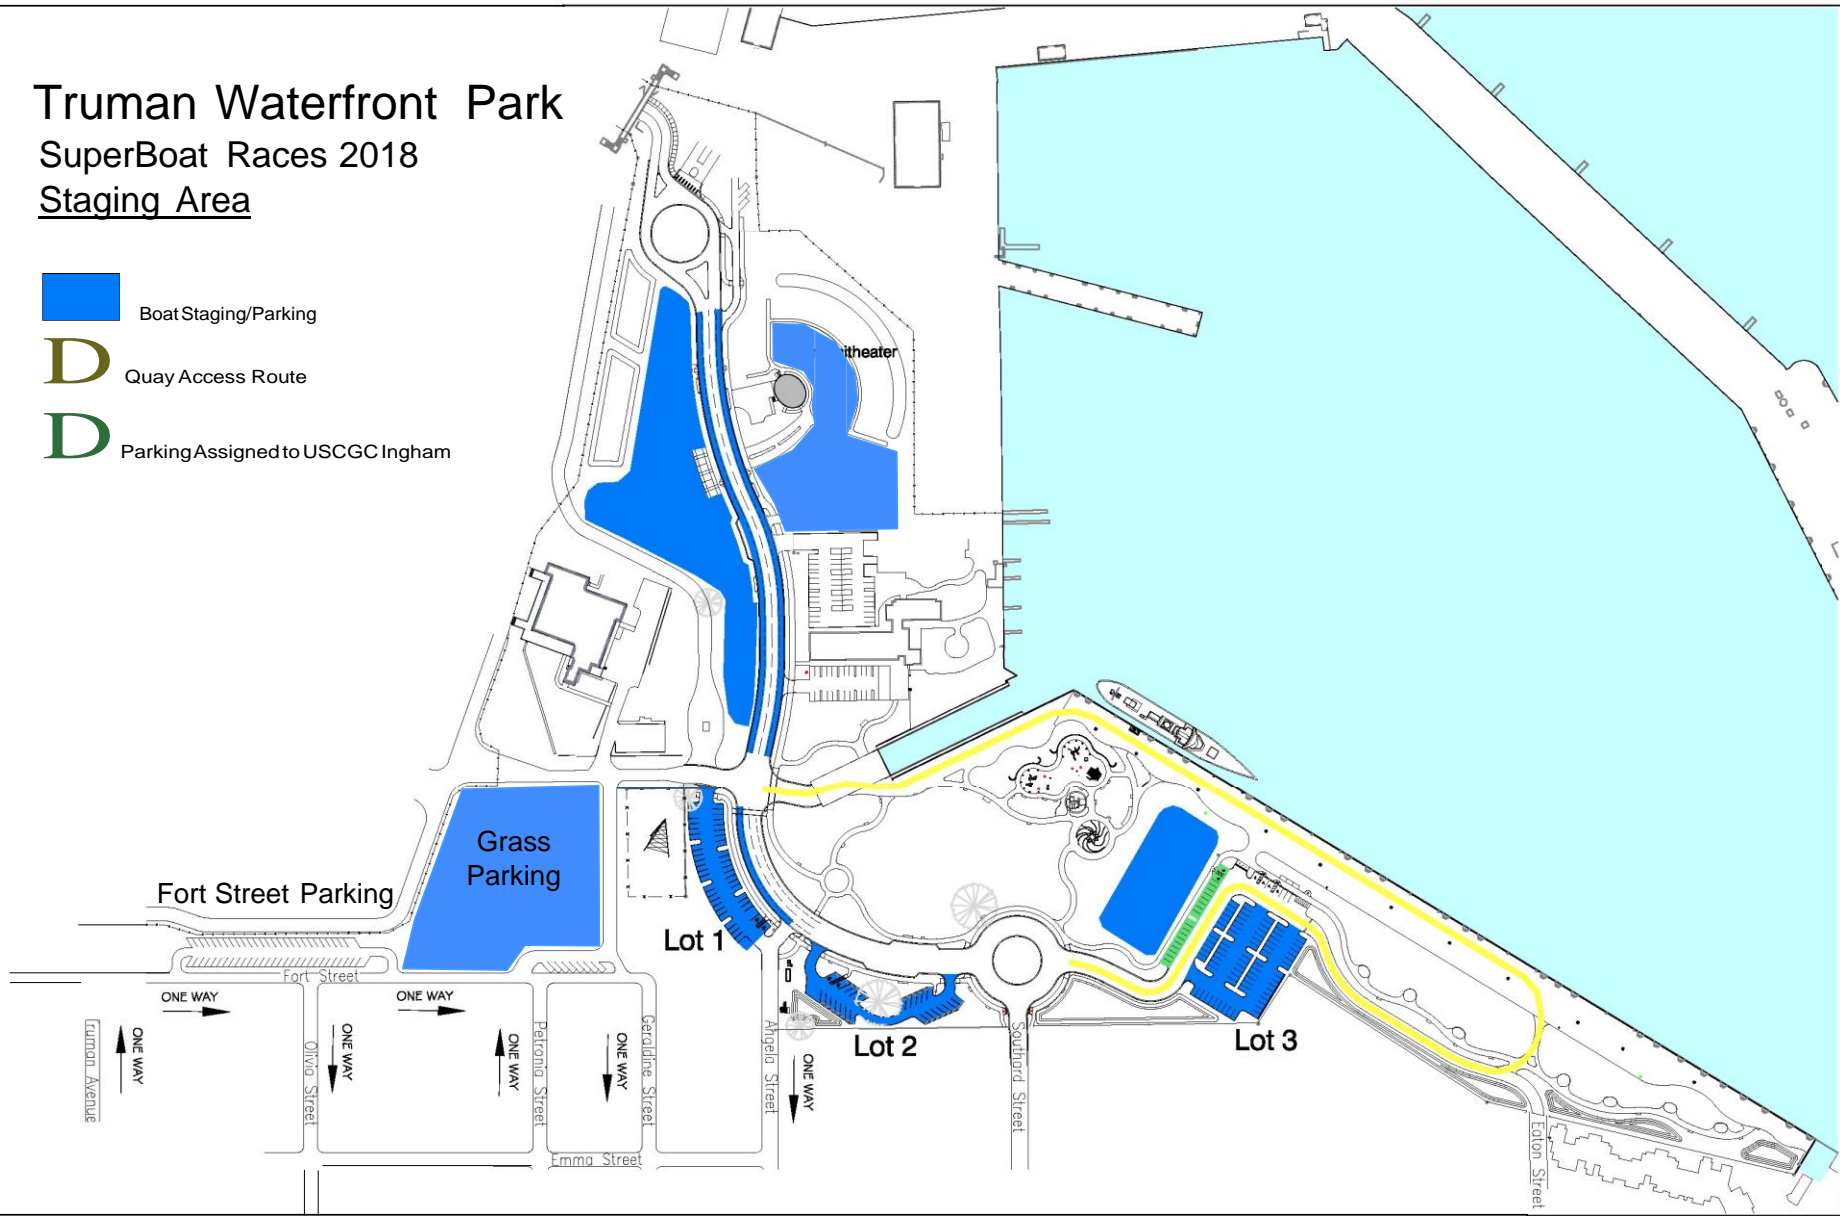 Truman Waterfront Park
SuperBoat Races 2018
Staging Area
Boat Staging/Parking
D Quay Access Route
D Parking Assigned to USCGC Ingham
itheater
Grass
Parking
Fort Street Parking
Lot 1
Lot 2
Lot 3
Fort Street
ONE WAY
ONE WAY
Truman Avenue
ONE WAY
Olivia Street
ONE WAY
ONE WAY
Petronia Street
ONE WAY
Geraldine Street
Angela Street
ONE WAY
Southard Street
Eaton Street
Emma Street